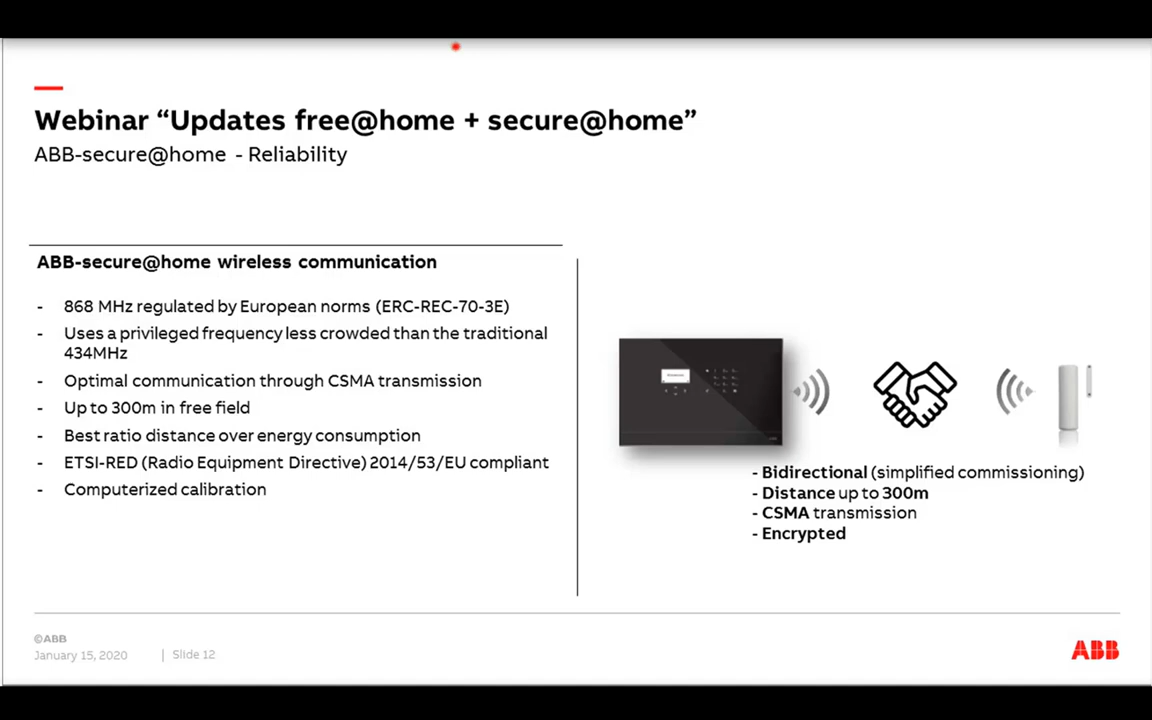 Webinar “Updates free@home + secure@home”
ABB-secure@home - Reliability
ABB-secure@home wireless communication
- 868 MHz regulated by European norms (ERC-REC-70-3E)
- Uses a privileged frequency less crowded than the traditional
434MHz
- Optimal communication through CSMA transmission
- Up to 300m in free field
- Best ratio distance over energy consumption
- ETSI-RED (Radio Equipment Directive) 2014/53/EU compliant
- Computerized calibration
- Bidirectional (simplified commissioning)
- Distance up to 300m
- CSMA transmission
- Encrypted
©ABB
January 15, 2020 | Slide 12
ABB